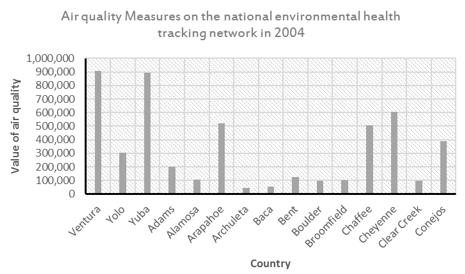 Air quality Measures on the national environmental health
tracking network in 2004
Value of air quality
1,000,000
900,000
800,000
700,000
600,000
500,000
400,000
300,000
200,000
100,000
0
Ventura
Yolo
Yuba
Adams
Alamosa
Arapahoe
Archuleta
Baca
Bent
Boulder
Broomfield
Chaffee
Cheyenne
Clear Creek
Conejos
Country